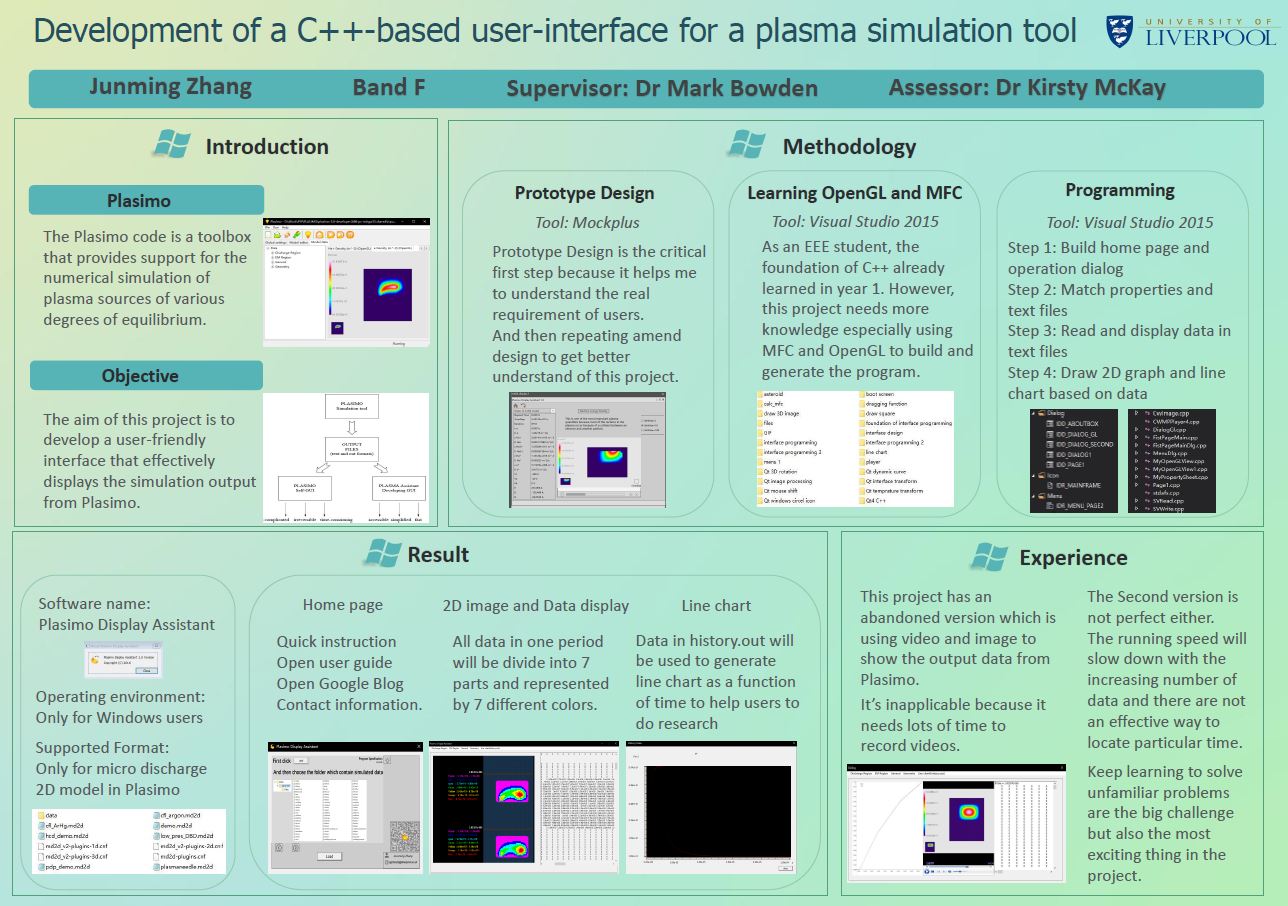 Development of a C++-based user-interface for a plasma simulation tool
UNIVERSITY OF
LIVERPOOL
Junming Zhang Band F Supervisor: Dr Mark Bowden Assessor: Dr Kirsty McKay
Introduction
Plasimo
The Plasimo code is a toolbox
that provides support for the
numerical simulation of
plasma sources of various
degrees of equilibrium.
Objective
The aim of this project is to
develop a user-friendly
interface that effectively
displays the simulation output
from Plasimo.
PLASIMO
Simulation tool
OUTPUT
FILES
(text and out formats)
PLASIMO
Self-GUI
PLASMA Assistant
Developing GUI
complicated irreversible time-consuming
accessible simplified fast
Methodology
Prototype Design
Tool: Mockplus
Prototype Design is the critical
first step because it helps me
to understand the real
requirement of users.
And then repeating amend
design to get better
understand of this project.
Learning OpenGL and MFC
Tool: Visual Studio 2015
As an EEE student, the
foundation of C++ already
learned in year 1. However,
this project needs more
knowledge especially using
MFC and OpenGL to build and
generate the program.
asteroid
calc_mfc
draw 3D image
files
GIF
interface programming
interface programming 3
menu 1
Qt 3D rotation
Qt image processing
Qt mouse shift
Qt windows circel icon
boot screen
dragging function
draw square
foundation of interface programming
interface design
interface programming 2
line chart
player
Qt dynamic curve
Qt interface transform
Qt temprature transform
Qt4 C++
Programming
Tool: Visual Studio 2015
Step 1: Build home page and
operation dialog
Step 2: Match properties and
text files
Step 3: Read and display data in
text files
Step 4: Draw 2D graph and line
chart based on data
Dialog
IDD_ABOUTBOX
IDD_DIALOG_GL
IDD_DIALOG_SECOND
IDD_DIALOG1
IDD_PAGE1
Icon
IDR_MAINFRAME
Menu
IDR_MENU_PAGE2
CwImage.cpp
CWMPPlayer4.cpp
DialogGl.cpp
FistPageMain.cpp
FistPageMainDlg.cpp
MenuDlg.cpp
MyOpenGLView.cpp
MyOpenGLView1.cpp
MyPropertySheet.cpp
Page1.cpp
stdafx.cpp
SVRead.cpp
SVWrite.cpp
Result
Software name:
Plasimo Display Assistant
Operating environment:
Only for Windows users
Supported Format:
Only for micro discharge
2D model in Plasimo
data
cfl_ArHg.md2d
hcd_demo.md2d
md2d_v2-plugins-1d.cnf
md2d_v2-plugins-3d.cnf
pdp_demo.md2d
cfl_argon.md2d
demo.md2d
low_pres_DBD.md2d
md2d_v2-plugins-2d.cnf
md2d-plugins.cnf
plasmaneedle.md2d
Home page
Quick instruction
Open user guide
Open Google Blog
Contact information.
Plasimo Display Assistant
First click
And then choose the folder which contain simulated data
Load
2D image and Data display
All data in one period
will be divide into 7
parts and represented
by 7 different colors.
Line chart
Data in history.out will
be used to generate
line chart as a function
of time to help users to
do research
Experience
This project has an
abandoned version which is
using video and image to
show the output data from
Plasimo.
It's inapplicable because it
needs lots of time to
record videos.
The Second version is
not perfect either.
The running speed will
slow down with the
increasing number of
data and there are not
an effective way to
locate particular time.
Keep learning to solve
unfamiliar problems
are the big challenge
but also the most
exciting thing in the
project.